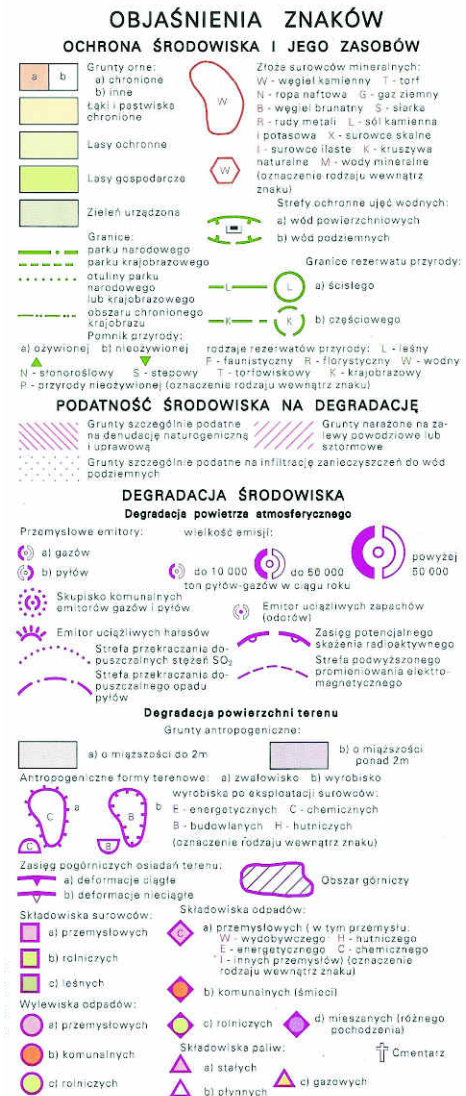 OBJAŚNIENIA ZNAKÓW
OCHRONA ŚRODOWISKA I JEGO ZASOBÓW
a b
Grunty orne:
a) chronione
b) inne
Łąki i pastwiska
chronione
Lasy ochronne
Lasy gospodarcze
Zieleń urządzona
Granice:
parku narodowego
parku krajobrazowego
otuliny parku
narodowego
lub krajobrazowego
obszaru chronionego
krajobrazu
Złoża surowców mineralnych:
W - węgiel kamienny T - torf
N - ropa naftowa G - gaz ziemny
B - węgiel brunatny S - siarka
R - rudy metali L - sól kamienna
i potasowa X - surowce skalne
I - surowce ilaste K - kruszywa
naturalne M - wody mineralne
(oznaczenie rodzaju wewnątrz
znaku)
W
W
Strefy ochronne ujęć wodnych:
a) wód powierzchniowych
b) wód podziemnych
Granice rezerwatu przyrody:
L L a) ścisłego
K K b) częściowego
Pomnik przyrody:
a) ożywionej b) nieożywionej
rodzaje rezerwatów przyrody: L - leśny
F - faunistyczny R - florystyczny W - wodny
N - słonoroślowy S - stepowy T - torfowiskowy K - krajobrazowy
P - przyrody nieożywionej (oznaczenie rodzaju wewnątrz znaku)
PODATNOŚĆ ŚRODOWISKA NA DEGRADACJĘ
Grunty szczególnie podatne
na denudację naturogeniczną
i uprawową
Grunty narażone na za-
lewy powodziowe lub
sztormowe
Grunty szczególnie podatne na infiltrację zanieczyszczeń do wód
podziemnych
DEGRADACJA ŚRODOWISKA
Degradacja powietrza atmosferycznego
Przemysłowe emitory:
a) gazów
b) pyłów
wielkość emisji:
do 10 000
do 50 000
powyżej
50 000
ton pyłów-gazów w ciągu roku
Skupisko komunalnych
emitorów gazów i pyłów
Emitor uciążliwych zapachów
(odorów)
Emitor uciążliwych hałasów
Zasięg potencjalnego
skażenia radioaktywnego
Strefa przekraczania do-
puszczalnych stężeń SO₂
Strefa podwyższonego
promieniowania elektro-
magnetycznego
Strefa przekraczania do-
puszczalnego opadu
pyłów
Degradacja powierzchni terenu
Grunty antropogeniczne:
a) o miąższości do 2m
b) o miąższości
ponad 2m
Antropogeniczne formy terenowe: a) zwałowisko b) wyrobisko
C a
C
B b
B
wyrobiska po eksploatacji surowców:
E - energetycznych C - chemicznych
B - budowlanych H - hutniczych
(oznaczenie rodzaju wewnątrz znaku)
Zasięg pogórniczych osiadań terenu:
a) deformacje ciągłe
b) deformacje nieciągłe
Obszar górniczy
Składowiska surowców:
a) przemysłowych
b) rolniczych
c) leśnych
Składowiska odpadów:
C
a) przemysłowych ( w tym przemysłu:
W - wydobywczego H - hutniczego
E - energetycznego C - chemicznego
I - innych przemysłów) (oznaczenie
rodzaju wewnątrz znaku)
b) komunalnych (śmieci)
c) rolniczych
d) mieszanych (różnego
pochodzenia)
Wylewiska odpadów:
a) przemysłowych
b) komunalnych
c) rolniczych
Składowiska paliw:
a) stałych
b) płynnych
c) gazowych
Cmentarz